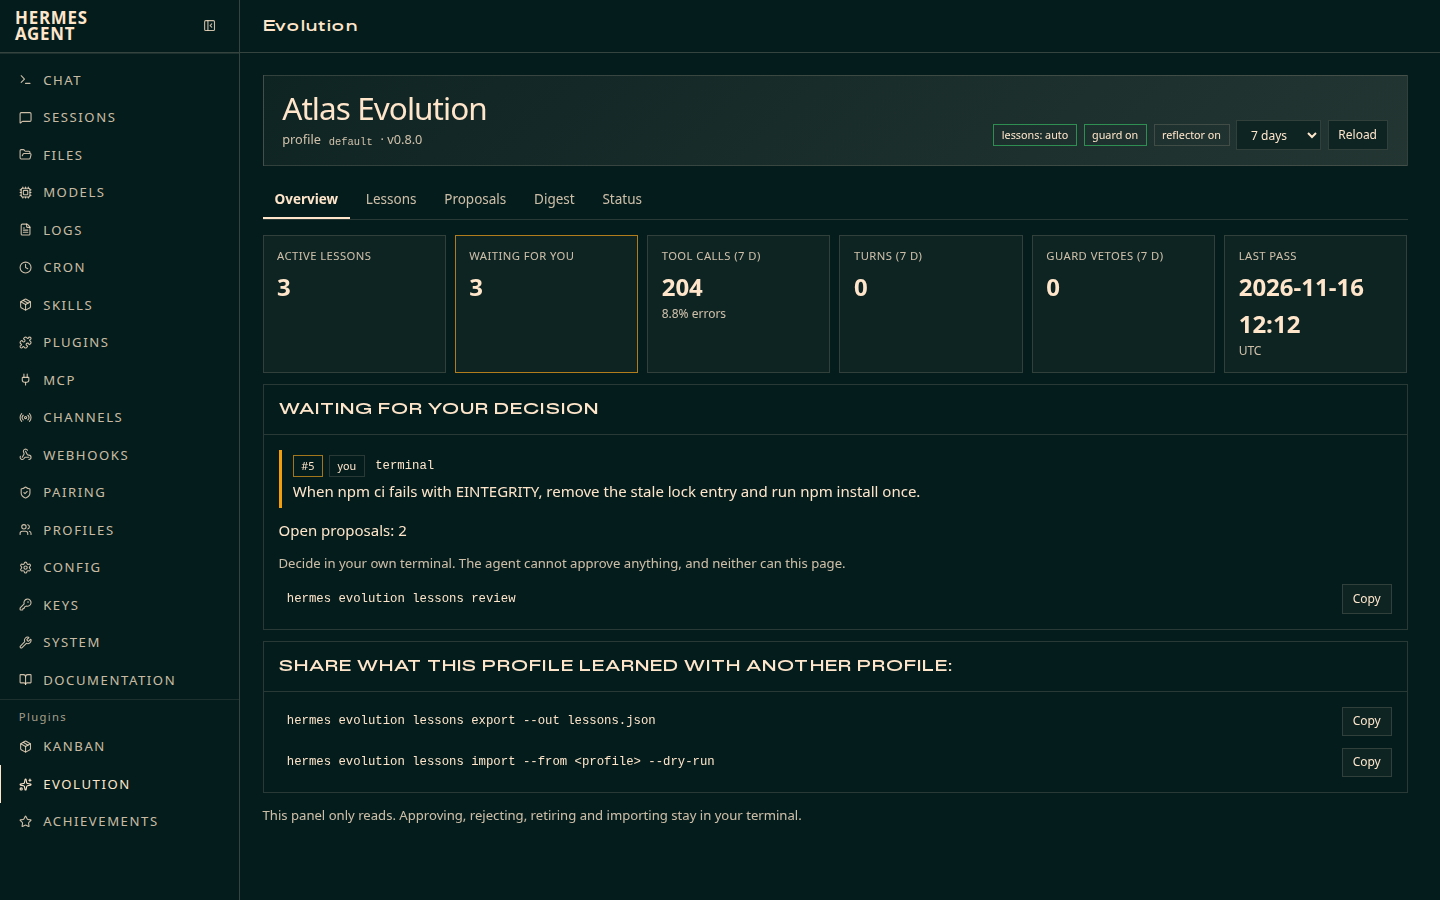 HERMES
AGENT
Evolution
CHAT
SESSIONS
FILES
MODELS
LOGS
CRON
SKILLS
PLUGINS
MCP
CHANNELS
WEBHOOKS
PAIRING
PROFILES
CONFIG
KEYS
SYSTEM
DOCUMENTATION
Plugins
KANBAN
EVOLUTION
ACHIEVEMENTS
Atlas Evolution
profile default · v0.8.0
lessons: auto
guard on
reflector on
7 days
Reload
Overview
Lessons
Proposals
Digest
Status
ACTIVE LESSONS
3
WAITING FOR YOU
3
TOOL CALLS (7 D)
204
8.8% errors
TURNS (7 D)
0
GUARD VETOES (7 D)
0
LAST PASS
2026-11-16
12:12
UTC
WAITING FOR YOUR DECISION
#5 you terminal
When npm ci fails with EINTEGRITY, remove the stale lock entry and run npm install once.
Open proposals: 2
Decide in your own terminal. The agent cannot approve anything, and neither can this page.
hermes evolution lessons review
Copy
SHARE WHAT THIS PROFILE LEARNED WITH ANOTHER PROFILE:
hermes evolution lessons export --out lessons.json
Copy
hermes evolution lessons import --from <profile> --dry-run
Copy
This panel only reads. Approving, rejecting, retiring and importing stay in your terminal.